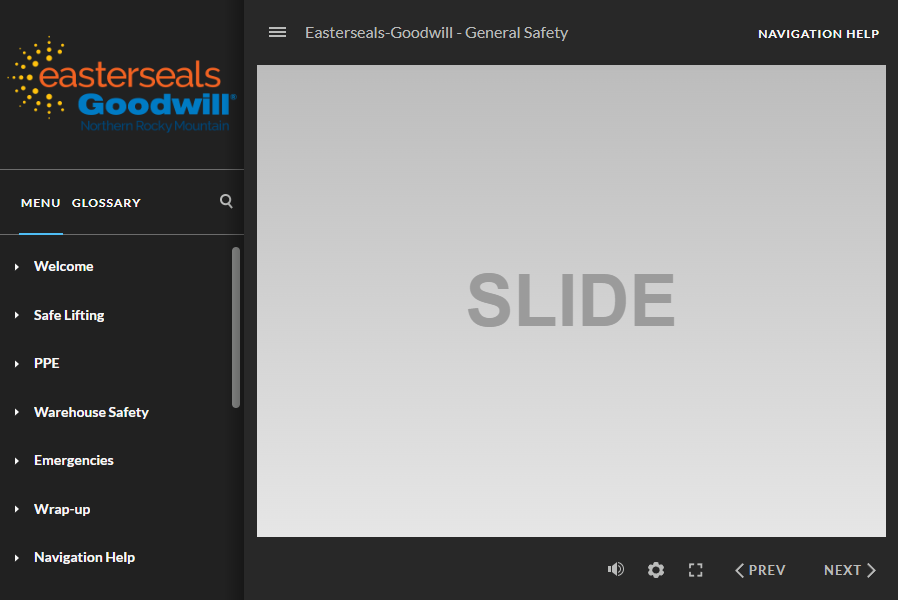 easterseals
Goodwill®
Northern Rocky Mountain
MENU GLOSSARY
Welcome
Safe Lifting
PPE
Warehouse Safety
Emergencies
Wrap-up
Navigation Help
Easterseals-Goodwill - General Safety
NAVIGATION HELP
SLIDE
PREV NEXT